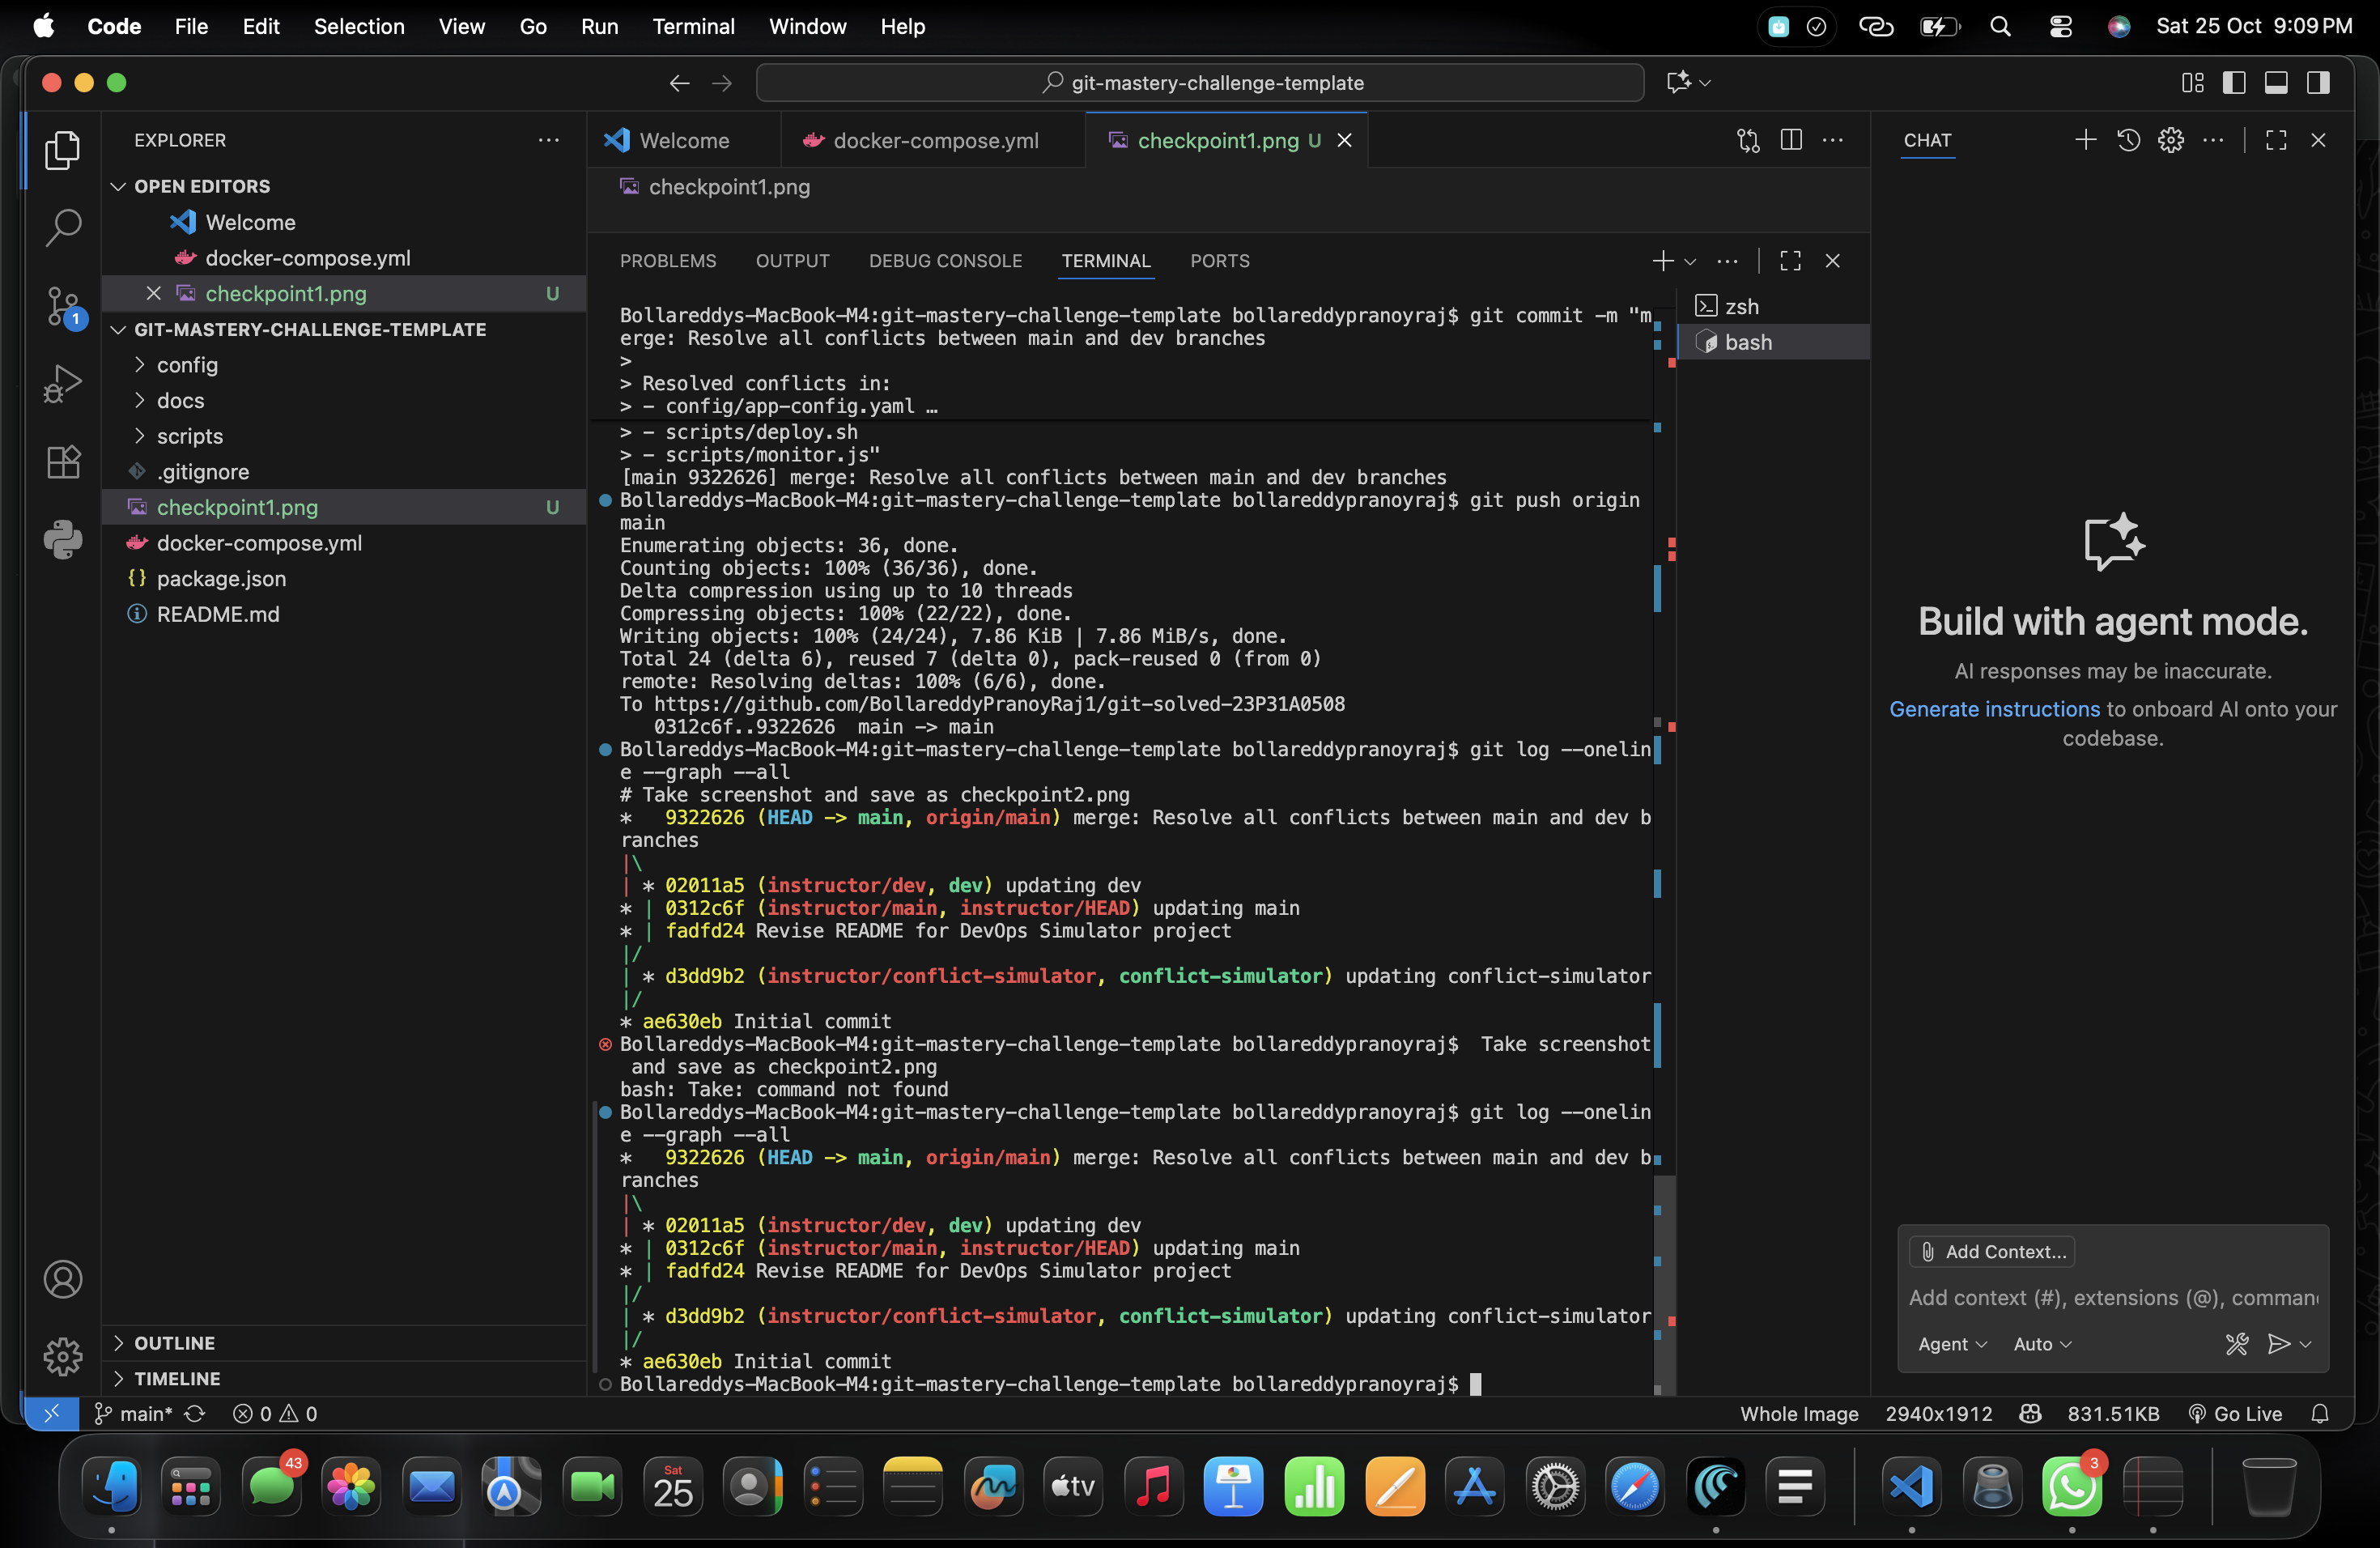 Code File Edit Selection View Go Run Terminal Window Help
Sat 25 Oct 9:09 PM
git-mastery-challenge-template
EXPLORER
OPEN EDITORS
Welcome
docker-compose.yml
checkpoint1.png U
GIT-MASTERY-CHALLENGE-TEMPLATE
config
docs
scripts
.gitignore
checkpoint1.png U
docker-compose.yml
package.json
README.md
OUTLINE
TIMELINE
1
Welcome docker-compose.yml checkpoint1.png U
checkpoint1.png
PROBLEMS OUTPUT DEBUG CONSOLE TERMINAL PORTS
Bollareddys-MacBook-M4:git-mastery-challenge-template bollareddypranoyraj$ git commit -m "m
erge: Resolve all conflicts between main and dev branches
>
> Resolved conflicts in:
> - config/app-config.yaml …
> - scripts/deploy.sh
> - scripts/monitor.js"
[main 9322626] merge: Resolve all conflicts between main and dev branches
Bollareddys-MacBook-M4:git-mastery-challenge-template bollareddypranoyraj$ git push origin
main
Enumerating objects: 36, done.
Counting objects: 100% (36/36), done.
Delta compression using up to 10 threads
Compressing objects: 100% (22/22), done.
Writing objects: 100% (24/24), 7.86 KiB | 7.86 MiB/s, done.
Total 24 (delta 6), reused 7 (delta 0), pack-reused 0 (from 0)
remote: Resolving deltas: 100% (6/6), done.
To https://github.com/BollareddyPranoyRaj1/git-solved-23P31A0508
0312c6f..9322626 main -> main
Bollareddys-MacBook-M4:git-mastery-challenge-template bollareddypranoyraj$ git log --onelin
e --graph --all
# Take screenshot and save as checkpoint2.png
* 9322626 (HEAD -> main, origin/main) merge: Resolve all conflicts between main and dev b
ranches
|\
| * 02011a5 (instructor/dev, dev) updating dev
* | 0312c6f (instructor/main, instructor/HEAD) updating main
* | fadfd24 Revise README for DevOps Simulator project
|/
| * d3dd9b2 (instructor/conflict-simulator, conflict-simulator) updating conflict-simulator
|/
* ae630eb Initial commit
Bollareddys-MacBook-M4:git-mastery-challenge-template bollareddypranoyraj$ Take screenshot
and save as checkpoint2.png
bash: Take: command not found
Bollareddys-MacBook-M4:git-mastery-challenge-template bollareddypranoyraj$ git log --onelin
e --graph --all
* 9322626 (HEAD -> main, origin/main) merge: Resolve all conflicts between main and dev b
ranches
|\
| * 02011a5 (instructor/dev, dev) updating dev
* | 0312c6f (instructor/main, instructor/HEAD) updating main
* | fadfd24 Revise README for DevOps Simulator project
|/
| * d3dd9b2 (instructor/conflict-simulator, conflict-simulator) updating conflict-simulator
|/
* ae630eb Initial commit
Bollareddys-MacBook-M4:git-mastery-challenge-template bollareddypranoyraj$
zsh
bash
CHAT
Build with agent mode.
AI responses may be inaccurate.
Generate instructions to onboard AI onto your
codebase.
Add Context...
Add context (#), extensions (@), comman
Agent Auto
main* 0 0
Whole Image 2940x1912 831.51KB Go Live
43
Sat
25
tv
3